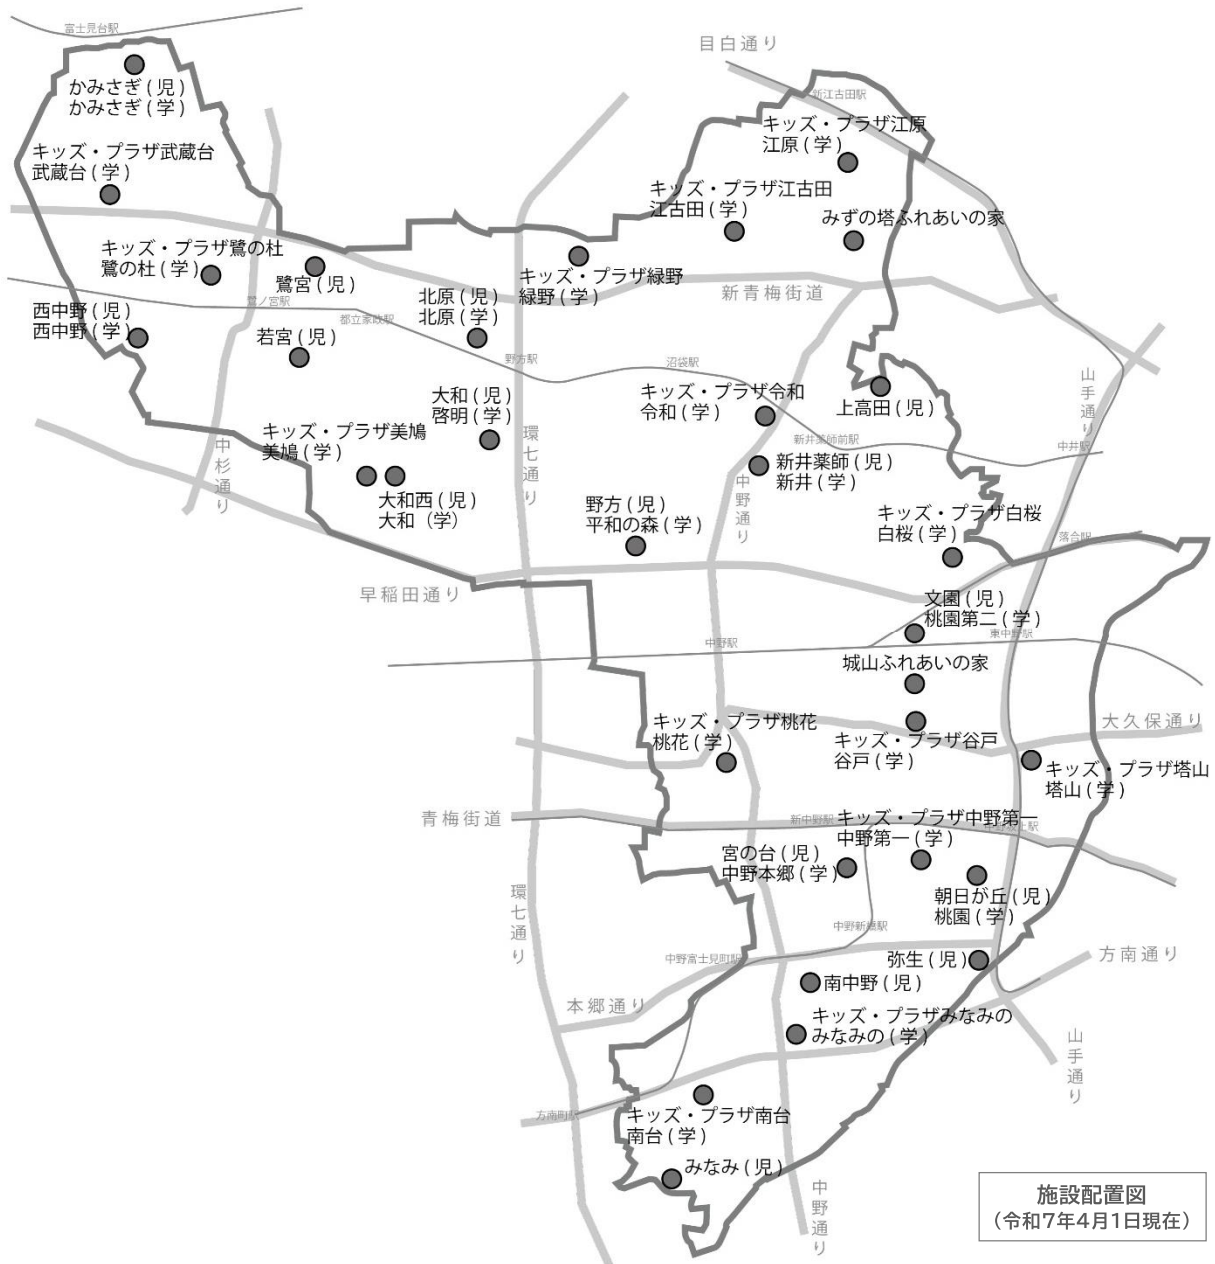 富士見台駅
目白通り
かみさぎ(児)
かみさぎ(学)
新江古田駅
キッズ・プラザ江原
江原(学)
キッズ・プラザ武蔵台
武蔵台(学)
キッズ・プラザ江古田
江古田(学)
みずの塔ふれあいの家
キッズ・プラザ鷺の杜
鷺の杜(学)
鷺宮(児)
キッズ・プラザ緑野
緑野(学)
新青梅街道
鷺ノ宮駅
西中野(児)
西中野(学)
都立家政駅
北原(児)
北原(学)
若宮(児)
野方駅
沼袋駅
山手通り
キッズ・プラザ令和
令和(学)
上高田(児)
大和(児)
啓明(学)
キッズ・プラザ美鳩
美鳩(学)
中杉通り
環七通り
新井薬師前駅
中井駅
新井薬師(児)
新井(学)
中野通り
大和西(児)
大和（学）
野方(児)
平和の森(学)
キッズ・プラザ白桜
白桜(学)
落合駅
早稲田通り
文園(児)
桃園第二(学)
東中野駅
中野駅
城山ふれあいの家
キッズ・プラザ桃花
桃花(学)
キッズ・プラザ谷戸
谷戸(学)
大久保通り
キッズ・プラザ塔山
塔山(学)
青梅街道
新中野駅
キッズ・プラザ中野第一
中野第一(学)
中野坂上駅
宮の台(児)
中野本郷(学)
朝日が丘(児)
桃園(学)
環七通り
中野新橋駅
中野富士見町駅
弥生(児)
方南通り
南中野(児)
本郷通り
キッズ・プラザみなみの
みなみの(学)
山手通り
方南町駅
キッズ・プラザ南台
南台(学)
みなみ(児)
中野通り
施設配置図
（令和7年4月1日現在）